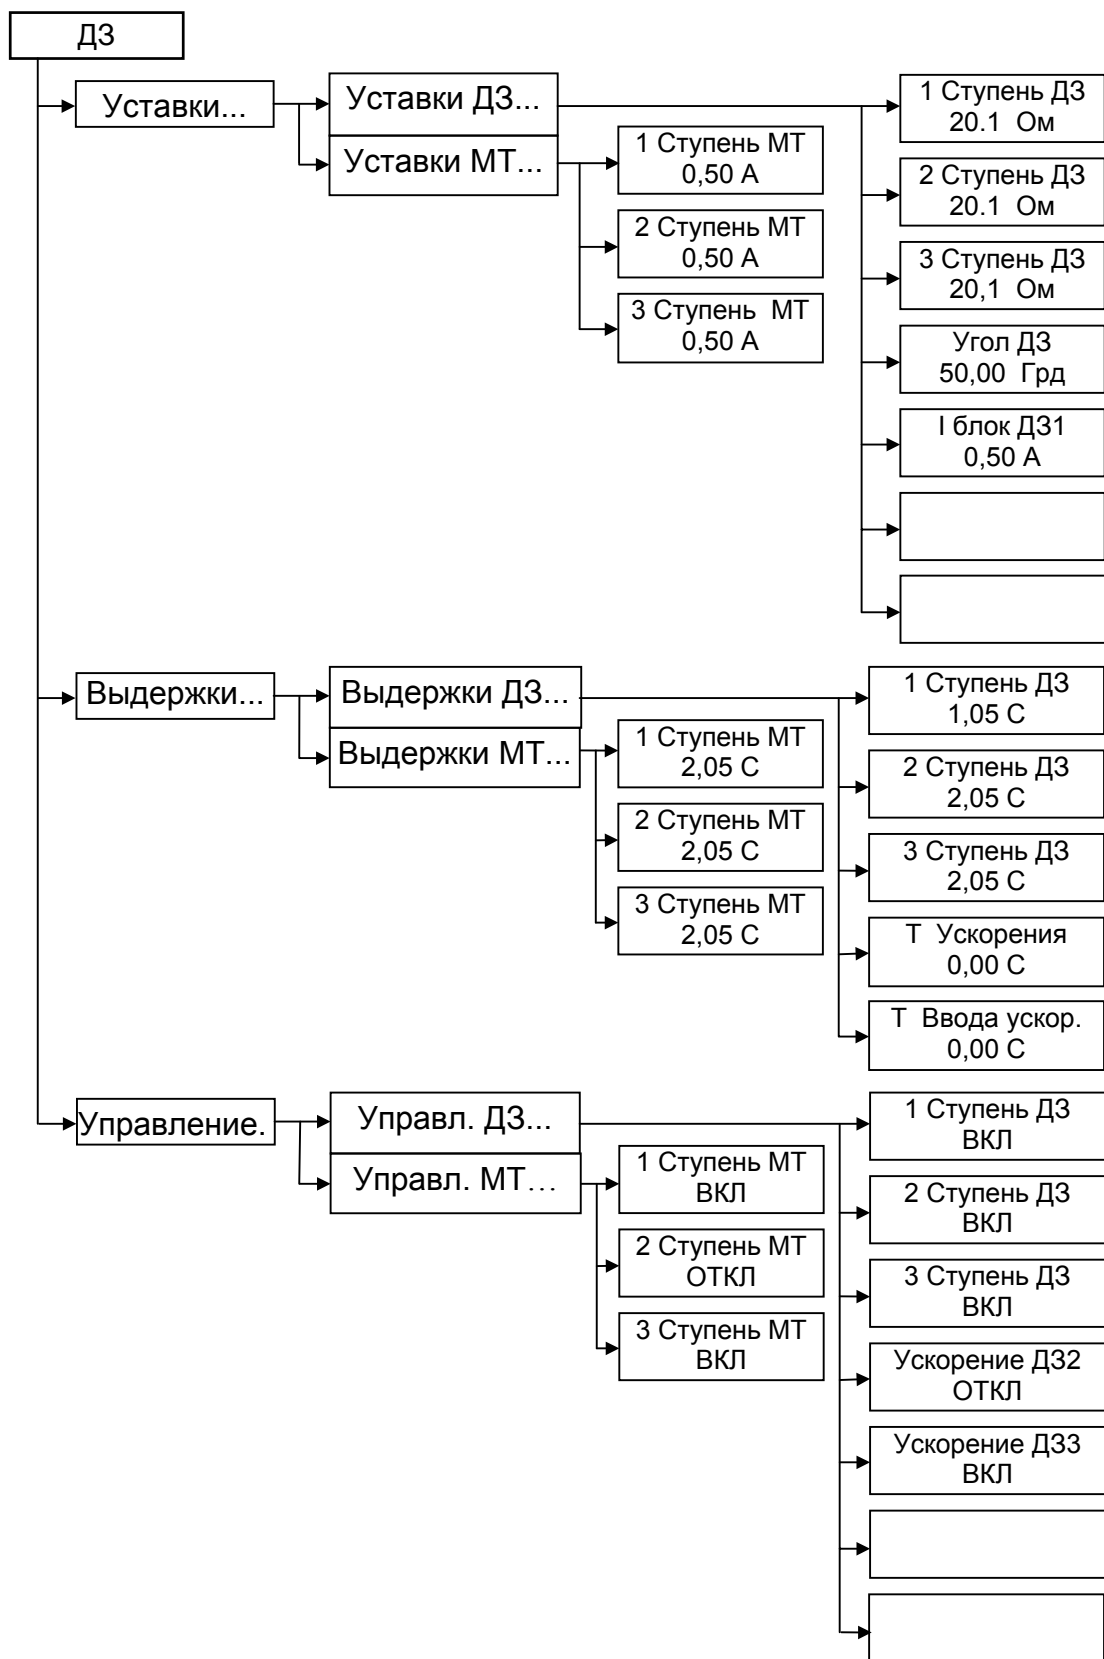 ДЗ
Уставки...
Уставки ДЗ...
Уставки МТ...
1 Ступень МТ
0,50 А
2 Ступень МТ
0,50 А
3 Ступень  МТ
0,50 А
1 Ступень ДЗ
20.1  Ом
2 Ступень ДЗ
20.1  Ом
3 Ступень ДЗ
20,1  Ом
Угол ДЗ
50,00  Грд
I блок ДЗ1
0,50 А
Выдержки...
Выдержки ДЗ...
Выдержки МТ...
1 Ступень МТ
2,05 С
2 Ступень МТ
2,05 С
3 Ступень МТ
2,05 С
1 Ступень ДЗ
1,05 С
2 Ступень ДЗ
2,05 С
3 Ступень ДЗ
2,05 С
Т  Ускорения
0,00 С
Т  Ввода ускор.
0,00 С
Управление.
Управл. ДЗ...
Управл. МТ...
1 Ступень МТ
ВКЛ
2 Ступень МТ
ОТКЛ
3 Ступень МТ
ВКЛ
1 Ступень ДЗ
ВКЛ
2 Ступень ДЗ
ВКЛ
3 Ступень ДЗ
ВКЛ
Ускорение ДЗ2
ОТКЛ
Ускорение ДЗ3
ВКЛ